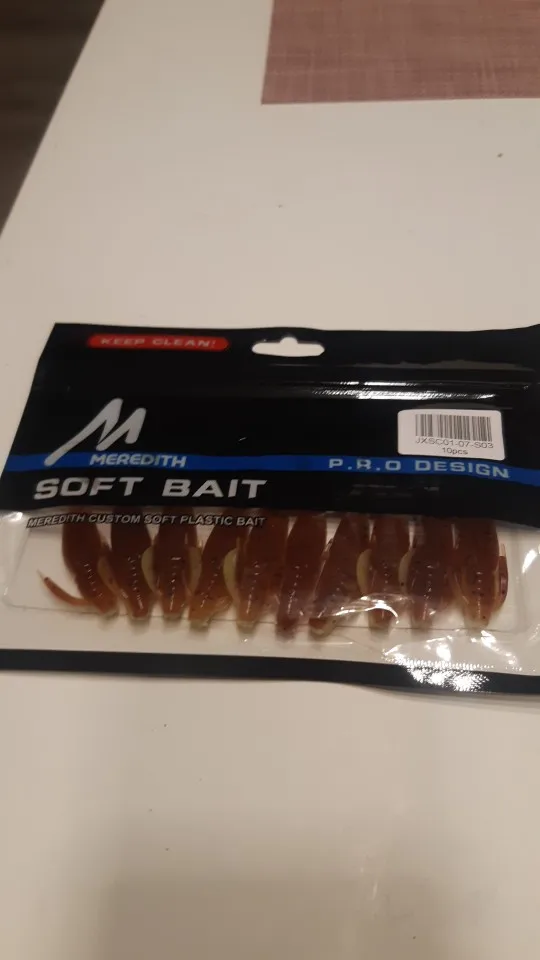 KEEP CLEAN!
M
MEREDITH
JXSC01-07-S03
10pcs
P.R.O DESIGN
SOFT BAIT
MEREDITH CUSTOM SOFT PLASTIC BAIT